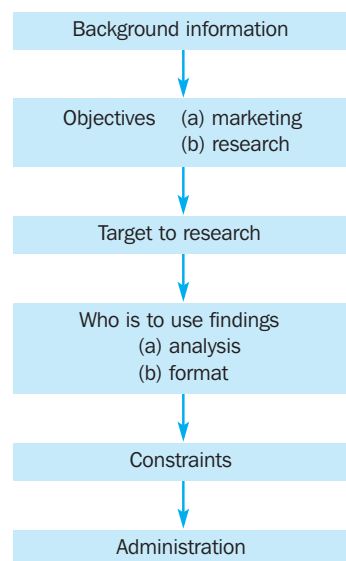 Background information
Objectives (a) marketing
(b) research
Target to research
Who is to use findings
(a) analysis
(b) format
Constraints
Administration